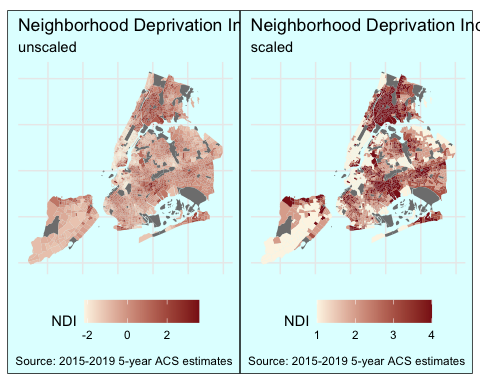 Neighborhood Deprivation In
unscaled
NDI
-2 0 2
Source: 2015-2019 5-year ACS estimates
Neighborhood Deprivation Ind
scaled
NDI
1 2 3 4
Source: 2015-2019 5-year ACS estimates